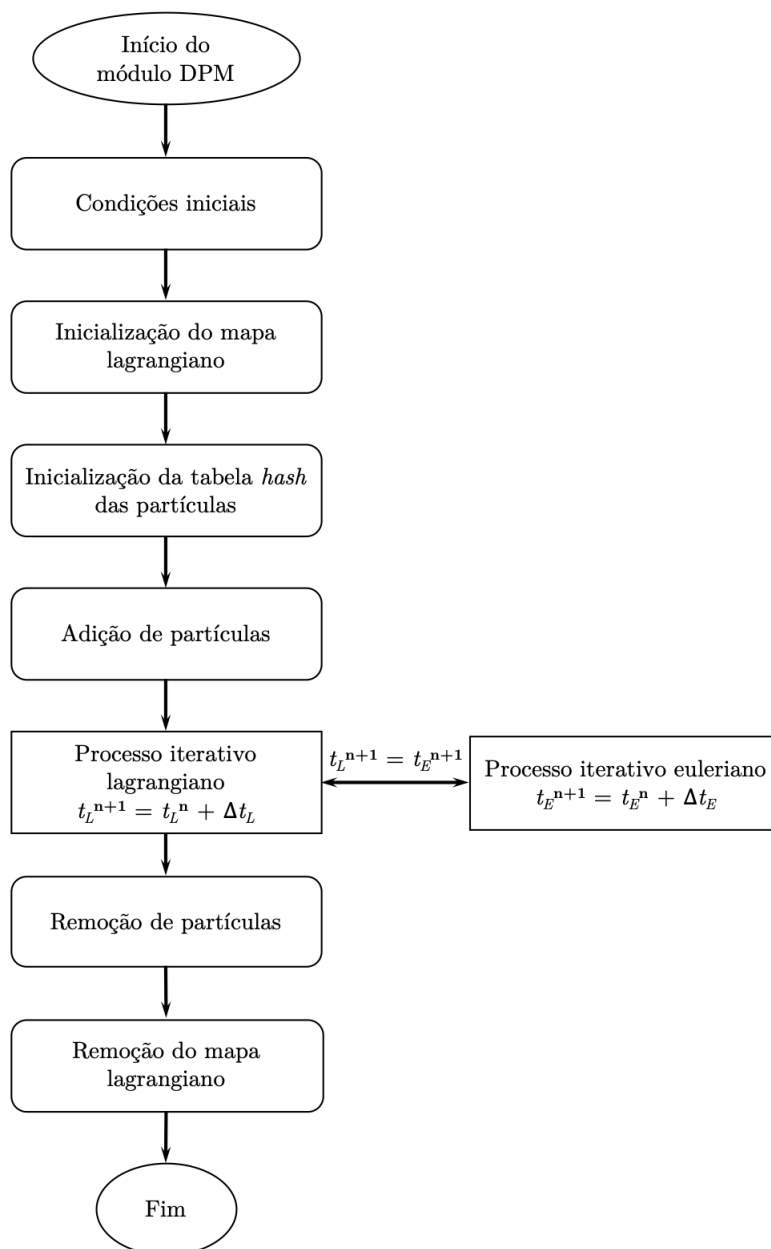 Início do
módulo DPM
Condições iniciais
Inicialização do mapa
lagrangiano
Inicialização da tabela hash
das partículas
Adição de partículas
Processo iterativo
lagrangiano
t_L^{n+1} = t_L^n + Δt_L
t_L^{n+1} = t_E^{n+1}
Processo iterativo euleriano
t_E^{n+1} = t_E^n + Δt_E
Remoção de partículas
Remoção do mapa
lagrangiano
Fim